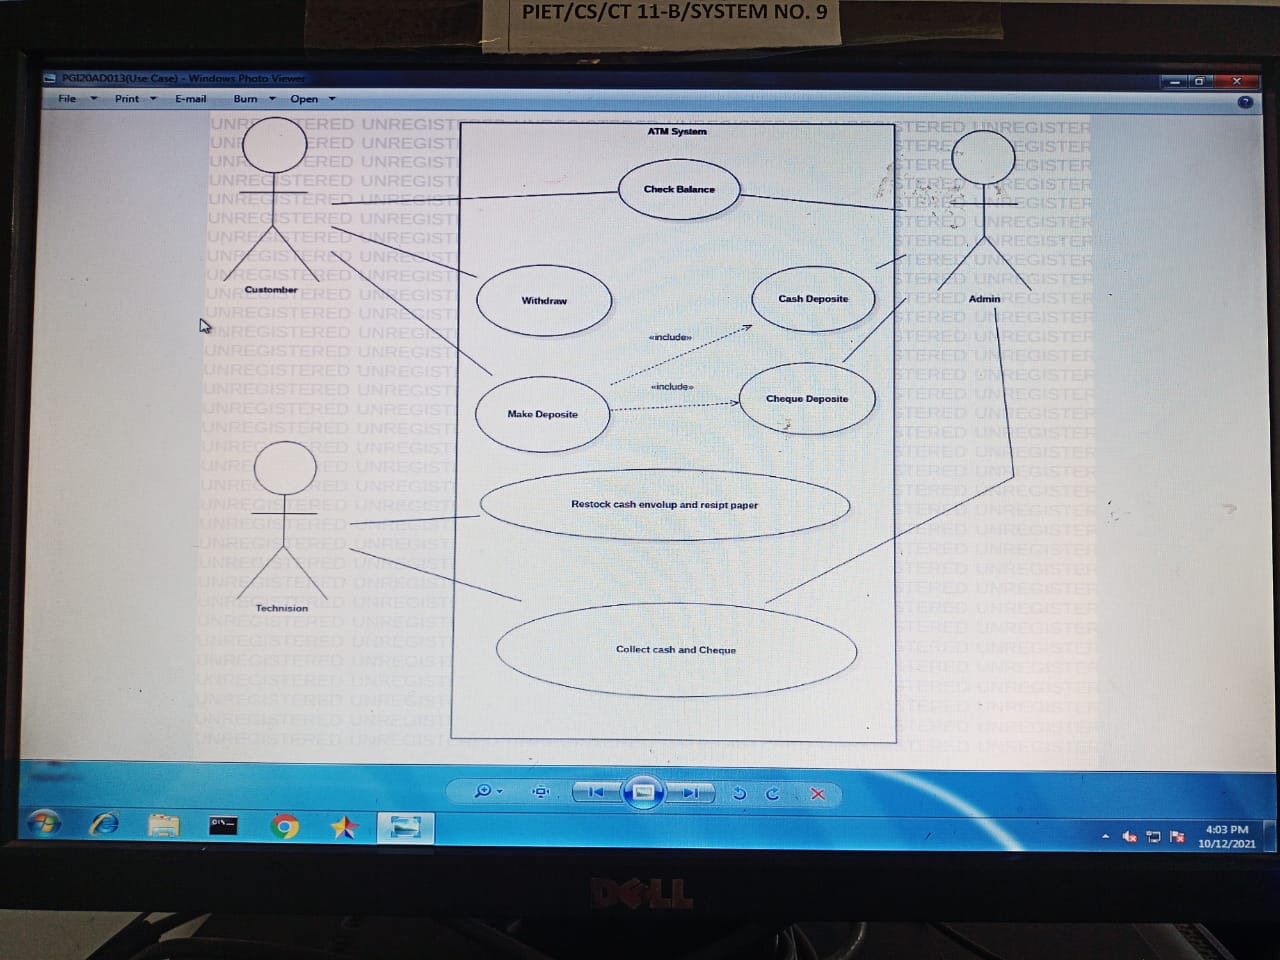 PIET/CS/CT 11-B/SYSTEM NO. 9
PGI20AD013(Use Case) - Windows Photo Viewer
File Print E-mail Burn Open
UNREGISTERED UNREGISTERED
ATM System
Check Balance
Customber
Withdraw
Cash Deposite
Admin
«include»
«include»
Make Deposite
Cheque Deposite
Restock cash envolup and resipt paper
Technision
Collect cash and Cheque
4:03 PM
10/12/2021
DELL